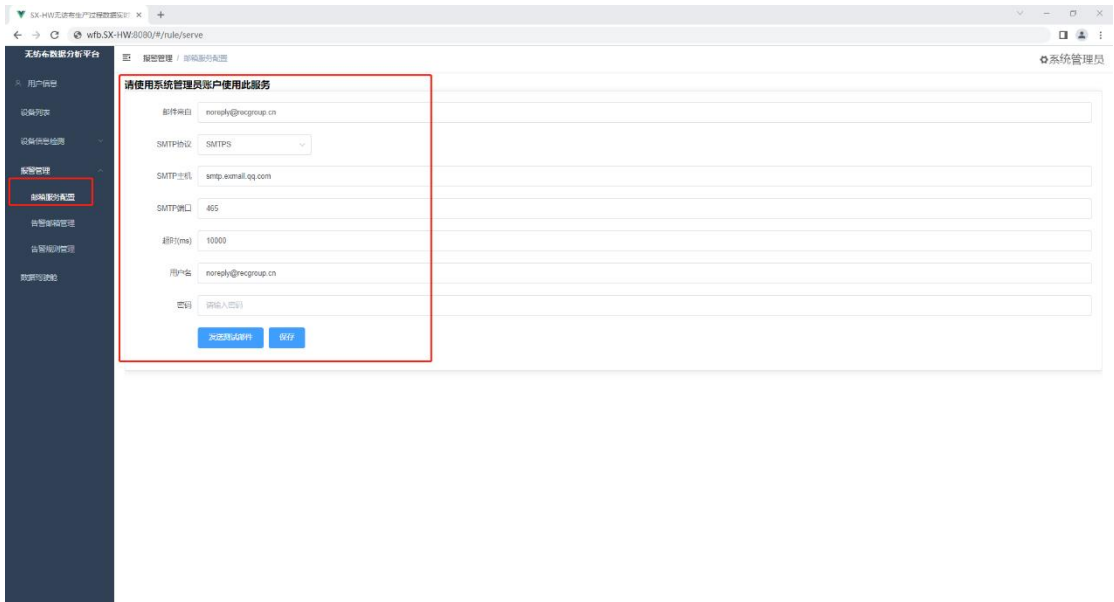 SX-HW无纺布生产过程数据实时
wfb.SX-HW:8080/#/rule/serve
无纺布数据分析平台
报警管理 / 邮箱服务配置
系统管理员
用户信息
设备列表
设备信息检测
报警管理
邮箱服务配置
告警邮箱管理
告警规则管理
数据驾驶舱
请使用系统管理员账户使用此服务
邮件来自 noreply@recgroup.cn
SMTP协议 SMTPS
SMTP主机 smtp.exmail.qq.com
SMTP端口 465
超时(ms) 10000
用户名 noreply@recgroup.cn
密码 请输入密码
发送测试邮件 保存